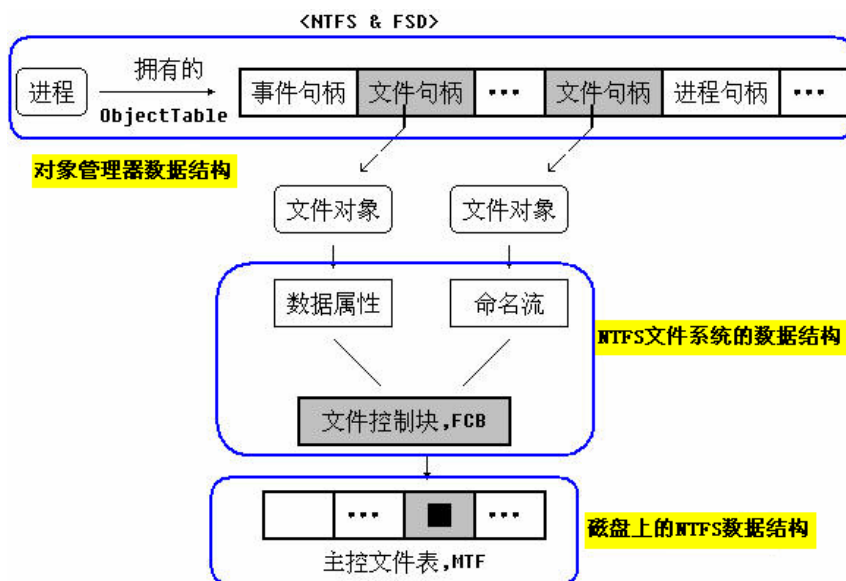 <NTFS & FSD>
进程
拥有的
ObjectTable
事件句柄 文件句柄 ••• 文件句柄 进程句柄 •••
对象管理器数据结构
文件对象 文件对象
数据属性 命名流
NTFS文件系统的数据结构
文件控制块,FCB
••• •••
磁盘上的NTFS数据结构
主控文件表,MTF